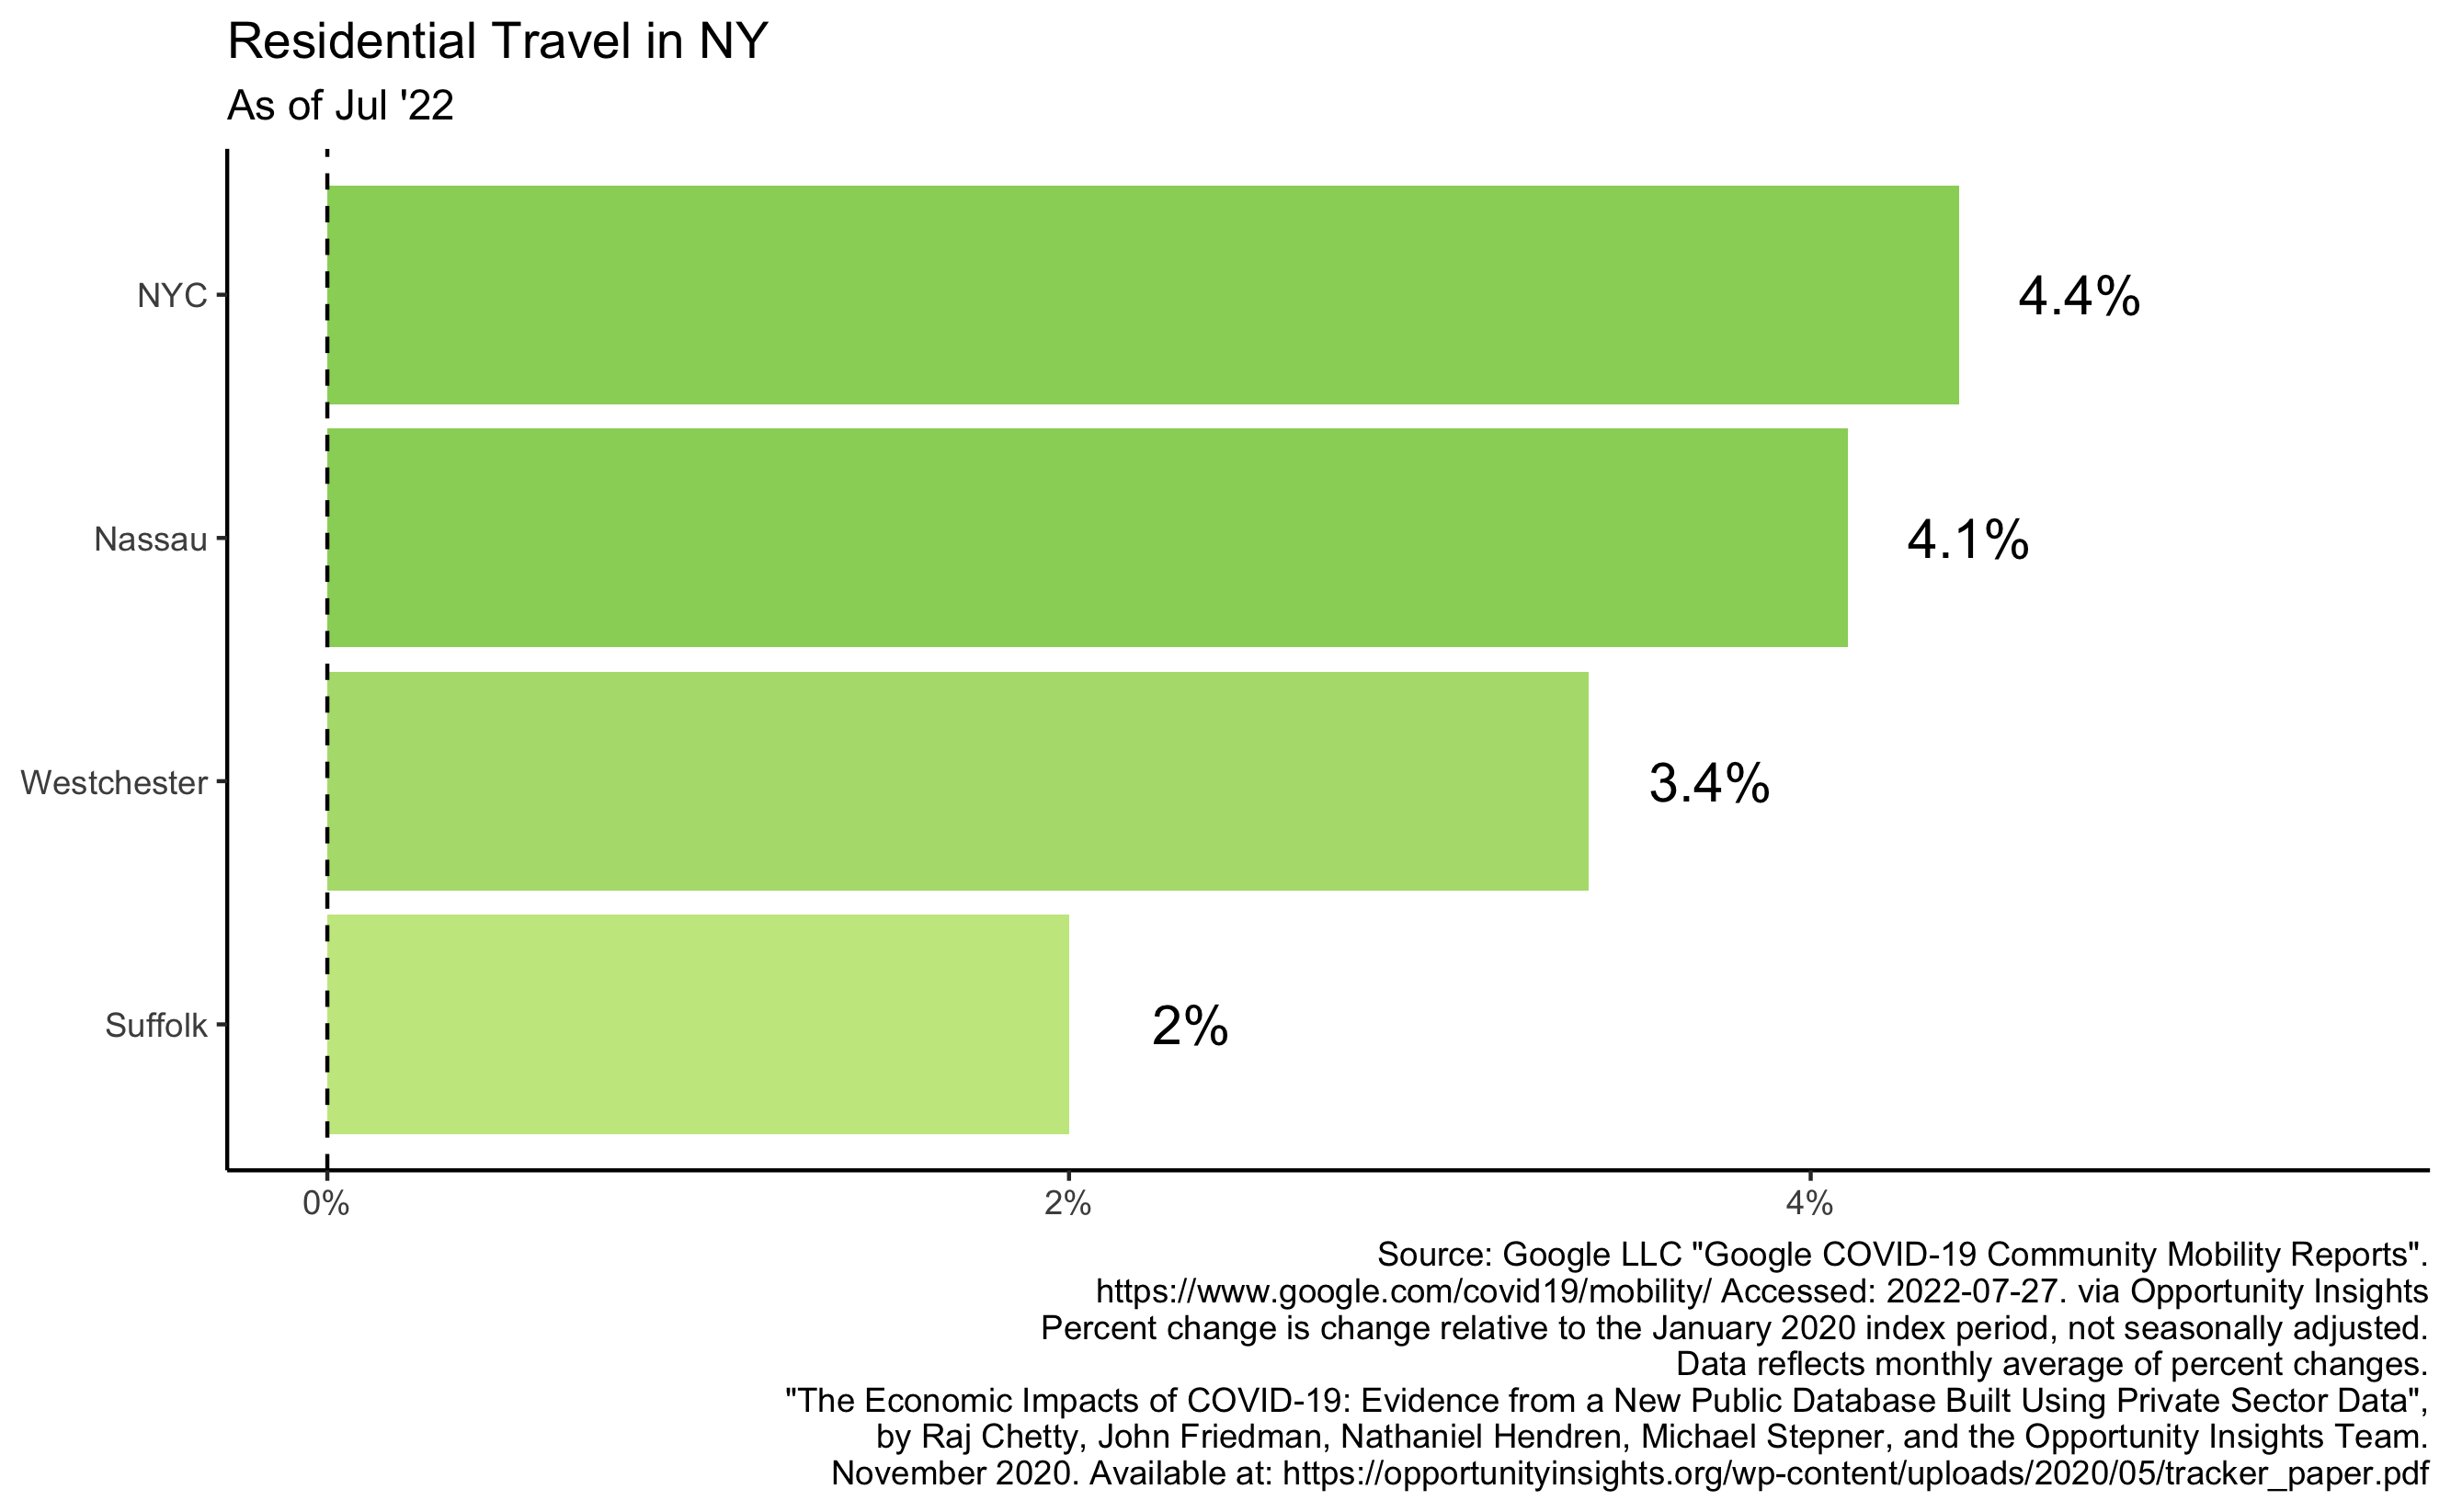 Residential Travel in NY
As of Jul '22
NYC
4.4%
Nassau
4.1%
Westchester
3.4%
Suffolk
2%
0%
2%
4%
Source: Google LLC "Google COVID-19 Community Mobility Reports".
https://www.google.com/covid19/mobility/ Accessed: 2022-07-27. via Opportunity Insights
Percent change is change relative to the January 2020 index period, not seasonally adjusted.
Data reflects monthly average of percent changes.
"The Economic Impacts of COVID-19: Evidence from a New Public Database Built Using Private Sector Data",
by Raj Chetty, John Friedman, Nathaniel Hendren, Michael Stepner, and the Opportunity Insights Team.
November 2020. Available at: https://opportunityinsights.org/wp-content/uploads/2020/05/tracker_paper.pdf